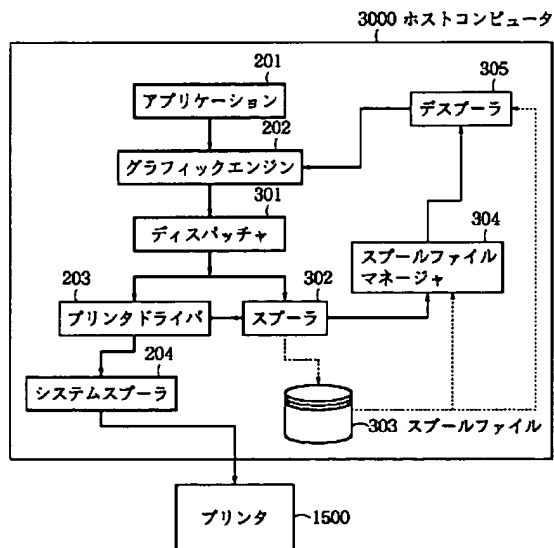 3000 ホストコンピュータ
201
アプリケーション
202
グラフィックエンジン
301
ディスパッチャ
305
デスプーラ
304
スプールファイル
マネージャ
203
プリンタドライバ
302
スプーラ
204
システムスプーラ
303 スプールファイル
プリンタ
1500